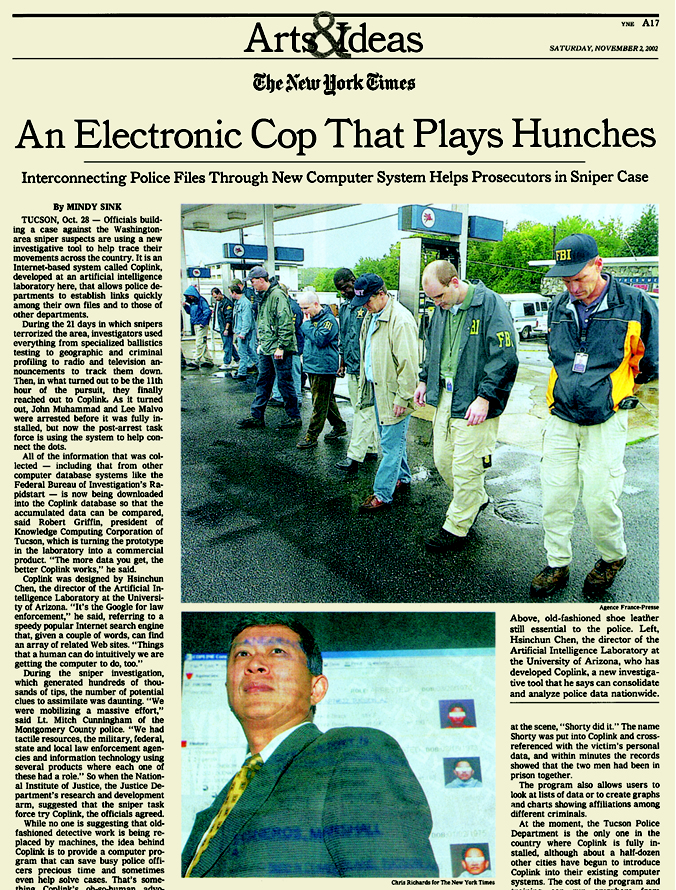 Arts & Ideas
YNE A17
SATURDAY, NOVEMBER 2, 2002
The New York Times
An Electronic Cop That Plays Hunches
Interconnecting Police Files Through New Computer System Helps Prosecutors in Sniper Case
By MINDY SINK
TUCSON, Oct. 28 — Officials build-
ing a case against the Washington-
area sniper suspects are using a new
investigative tool to help trace their
movements across the country. It is an
Internet-based system called Coplink,
developed at an artificial intelligence
laboratory here, that allows police de-
partments to establish links quickly
among their own files and to those of
other departments.
During the 21 days in which snipers
terrorized the area, investigators used
everything from specialized ballistics
testing to geographic and criminal
profiling to radio and television an-
nouncements to track them down.
Then, in what turned out to be the 11th
hour of the pursuit, they finally
reached out to Coplink. As it turned
out, John Muhammad and Lee Malvo
were arrested before it was fully in-
stalled, but now the post-arrest task
force is using the system to help con-
nect the dots.
All of the information that was col-
lected — including that from other
computer database systems like the
Federal Bureau of Investigation's Ra-
pidstart — is now being downloaded
into the Coplink database so that the
accumulated data can be compared,
said Robert Griffin, president of
Knowledge Computing Corporation of
Tucson, which is turning the prototype
in the laboratory into a commercial
product. "The more data you get, the
better Coplink works," he said.
Coplink was designed by Hsinchun
Chen, the director of the Artificial In-
telligence Laboratory at the Universi-
ty of Arizona. "It's the Google for law
enforcement," he said, referring to a
speedy popular Internet search engine
that, given a couple of words, can find
an array of related Web sites. "Things
that a human can do intuitively we are
getting the computer to do, too."
During the sniper investigation,
which generated hundreds of thou-
sands of tips, the number of potential
clues to assimilate was daunting. "We
were mobilizing a massive effort,"
said Lt. Mitch Cunningham of the
Montgomery County police. "We had
tactile resources, the military, federal,
state and local law enforcement agen-
cies and information technology using
several products where each one of
these had a role." So when the Nation-
al Institute of Justice, the Justice De-
partment's research and development
arm, suggested that the sniper task
force try Coplink, the officials agreed.
While no one is suggesting that old-
fashioned detective work is being re-
placed by machines, the idea behind
Coplink is to provide a computer pro-
gram that can save busy police offi-
cers precious time and sometimes
even help solve cases. That's some-
thing Coplink's oh-so-human advo-
FBI
FBI
Agence France-Presse
Above, old-fashioned shoe leather
still essential to the police. Left,
Hsinchun Chen, the director of the
Artificial Intelligence Laboratory at
the University of Arizona, who has
developed Coplink, a new investiga-
tive tool that he says can consolidate
and analyze police data nationwide.
Chris Richards for The New York Times
at the scene, "Shorty did it." The name
Shorty was put into Coplink and cross-
referenced with the victim's personal
data, and within minutes the records
showed that the two men had been in
prison together.
The program also allows users to
look at lists of data or to create graphs
and charts showing affiliations among
different criminals.
At the moment, the Tucson Police
Department is the only one in the
country where Coplink is fully in-
stalled, although about a half-dozen
other cities have begun to introduce
Coplink into their existing computer
systems. The cost of the program and